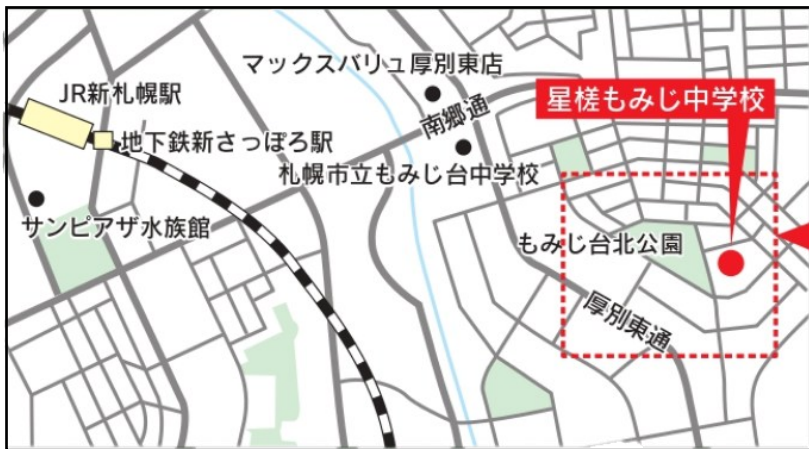 マックスバリュ厚別東店
JR新札幌駅
星槎もみじ中学校
南郷通
地下鉄新さっぽろ駅
札幌市立もみじ台中学校
サンピアザ水族館
もみじ台北公園
厚別東通